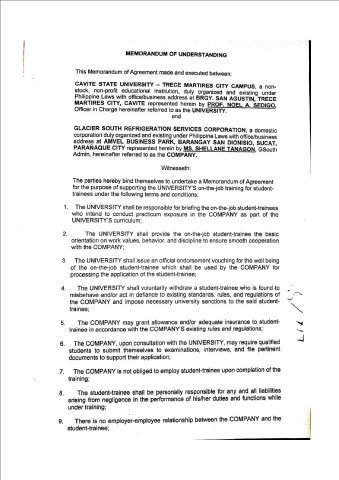 MEMORANDUM OF UNDERSTANDING
This Memorandum of Agreement made and executed between:
CAVITE STATE UNIVERSITY – TRECE MARTIRES CITY CAMPUS, a non-
stock, non-profit educational institution, duly organized and existing under
Philippine Laws with office/business address at BRGY. SAN AGUSTIN, TRECE
MARTIRES CITY, CAVITE represented herein by PROF. NOEL A. SEDIGO,
Officer in Charge hereinafter referred to as the UNIVERSITY.
and
GLACIER SOUTH REFRIGERATION SERVICES CORPORATION, a domestic
corporation duly organized and existing under Philippine Laws with office/business
address at AMVEL BUSINESS PARK, BARANGAY SAN DIONISIO, SUCAT,
PARAÑAQUE CITY represented herein by MS. SHELLANE TANAGON, GSouth
Admin, hereinafter referred to as the COMPANY.
Witnesseth:
The parties hereby bind themselves to undertake a Memorandum of Agreement
for the purpose of supporting the UNIVERSITY'S on-the-job training for student-
trainees under the following terms and conditions:
1. The UNIVERSITY shall be responsible for briefing the on-the-job student-trainees
who intend to conduct practicum exposure in the COMPANY as part of the
UNIVERSITY'S curriculum;
2. The UNIVERSITY shall provide the on-the-job student-trainee the basic
orientation on work values, behavior, and discipline to ensure smooth cooperation
with the COMPANY;
3. The UNIVERSITY shall issue an official endorsement vouching for the well being
of the on-the-job student-trainee which shall be used by the COMPANY for
processing the application of the student-trainee;
4. The UNIVERSITY shall voluntarily withdraw a student-trainee who is found to
misbehave and/or act in defiance to existing standards, rules, and regulations of
the COMPANY and impose necessary university sanctions to the said student-
trainee;
5. The COMPANY may grant allowance and/or adequate insurance to student-
trainee in accordance with the COMPANY'S existing rules and regulations;
6. The COMPANY, upon consultation with the UNIVERSITY, may require qualified
students to submit themselves to examinations, interviews, and file pertinent
documents to support their application;
7. The COMPANY is not obliged to employ student-trainee upon completion of the
training;
8. The student-trainee shall be personally responsible for any and all liabilities
arising from negligence in the performance of his/her duties and functions while
under training;
9. There is no employer-employee relationship between the COMPANY and the
student-trainee;